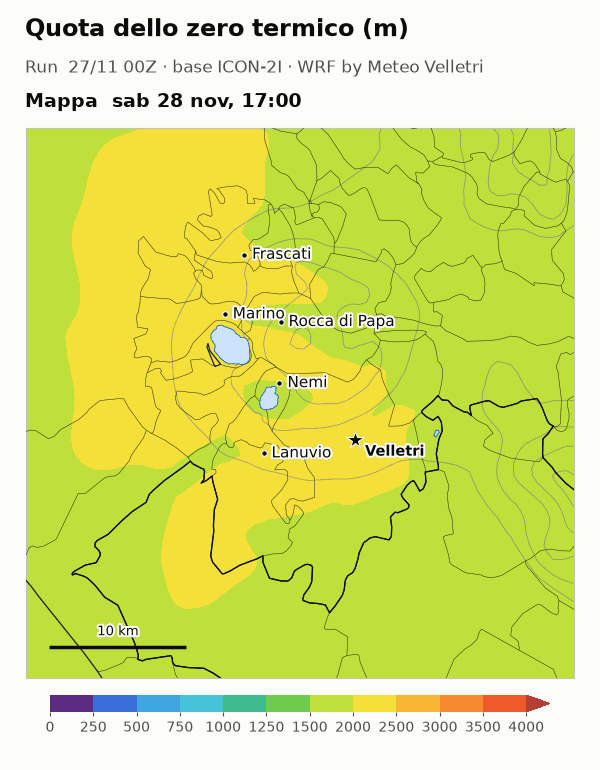 Quota dello zero termico (m)
Run 27/11 00Z · base ICON-2I · WRF by Meteo Velletri
Mappa sab 28 nov, 17:00
Frascati
Marino
Rocca di Papa
Nemi
Velletri
Lanuvio
10 km
0 250 500 750 1000 1250 1500 2000 2500 3000 3500 4000